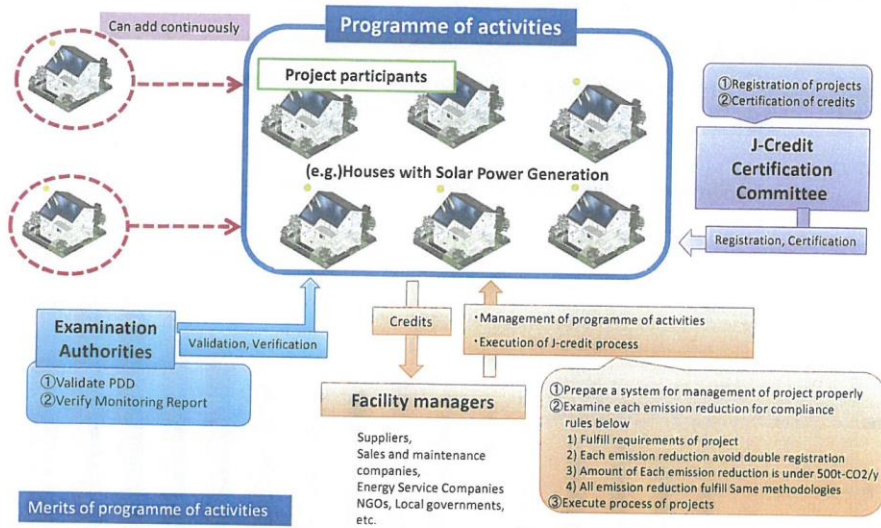 Can add continuously
Programme of activities
Project participants
(e.g.)Houses with Solar Power Generation
①Registration of projects
②Certification of credits
J-Credit
Certification
Committee
Registration, Certification
Examination
Authorities
Validation, Verification
①Validate PDD
②Verify Monitoring Report
Credits
・Management of programme of activities
・Execution of J-credit process
Facility managers
Suppliers,
Sales and maintenance
companies,
Energy Service Companies
NGOs, Local governments,
etc.
①Prepare a system for management of project properly
②Examine each emission reduction for compliance
rules below
1) Fulfill requirements of project
2) Each emission reduction avoid double registration
3) Amount of Each emission reduction is under 500t-CO2/y
4) All emission reduction fulfill Same methodologies
③Execute process of projects
Merits of programme of activities